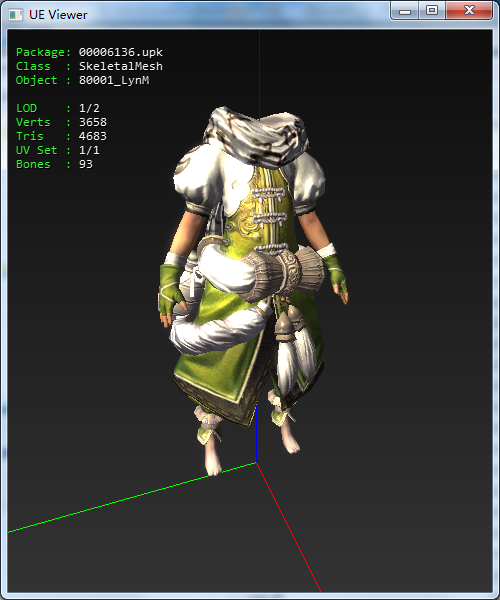 UE Viewer
Package: 00006136.upk
Class : SkeletalMesh
Object : 80001_LynM
LOD : 1/2
Verts : 3658
Tris : 4683
UV Set : 1/1
Bones : 93